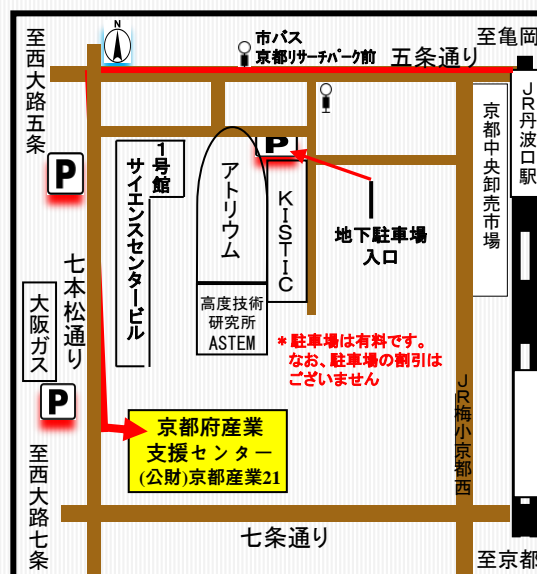 N
市バス
京都リサーチパーク前
五条通り
至亀岡
至西大路五条
JR丹波口駅
京都中央卸売市場
P
P
1号館
サイエンスセンタービル
アトリウム
KISTIC
地下駐車場
入口
七本松通り
大阪ガス
高度技術
研究所
ASTEM
＊駐車場は有料です。
なお、駐車場の割引は
ございません
P
JR梅小京都西
京都府産業
支援センター
(公財)京都産業21
至西大路七条
七条通り
至京都